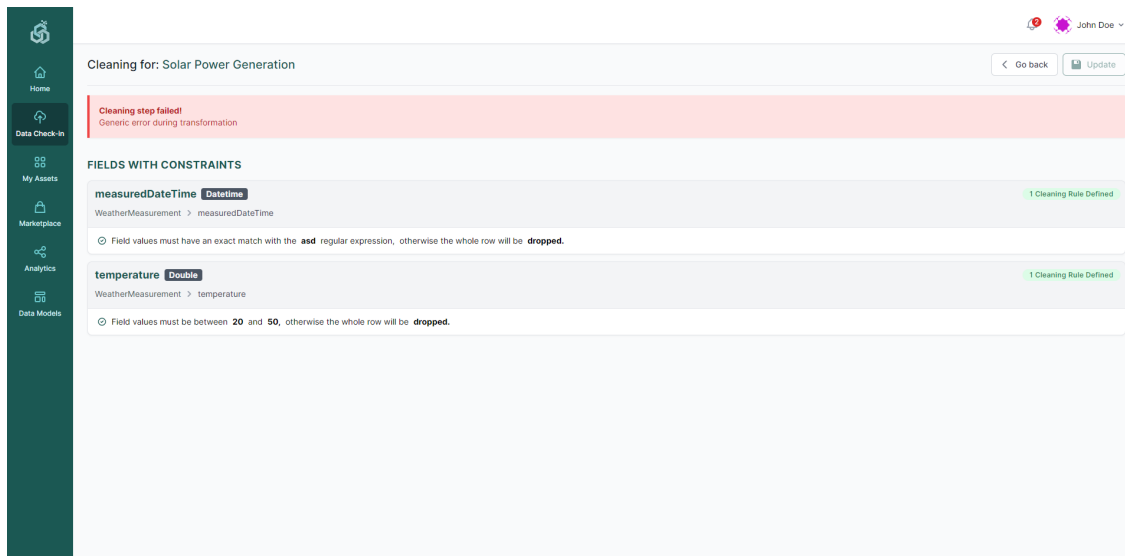 2
John Doe
Cleaning for: Solar Power Generation
Go back
Update
Home
Data Check-in
My Assets
Marketplace
Analytics
Data Models
Cleaning step failed!
Generic error during transformation
FIELDS WITH CONSTRAINTS
measuredDateTime Datetime
1 Cleaning Rule Defined
WeatherMeasurement > measuredDateTime
Field values must have an exact match with the asd regular expression, otherwise the whole row will be dropped.
temperature Double
1 Cleaning Rule Defined
WeatherMeasurement > temperature
Field values must be between 20 and 50, otherwise the whole row will be dropped.